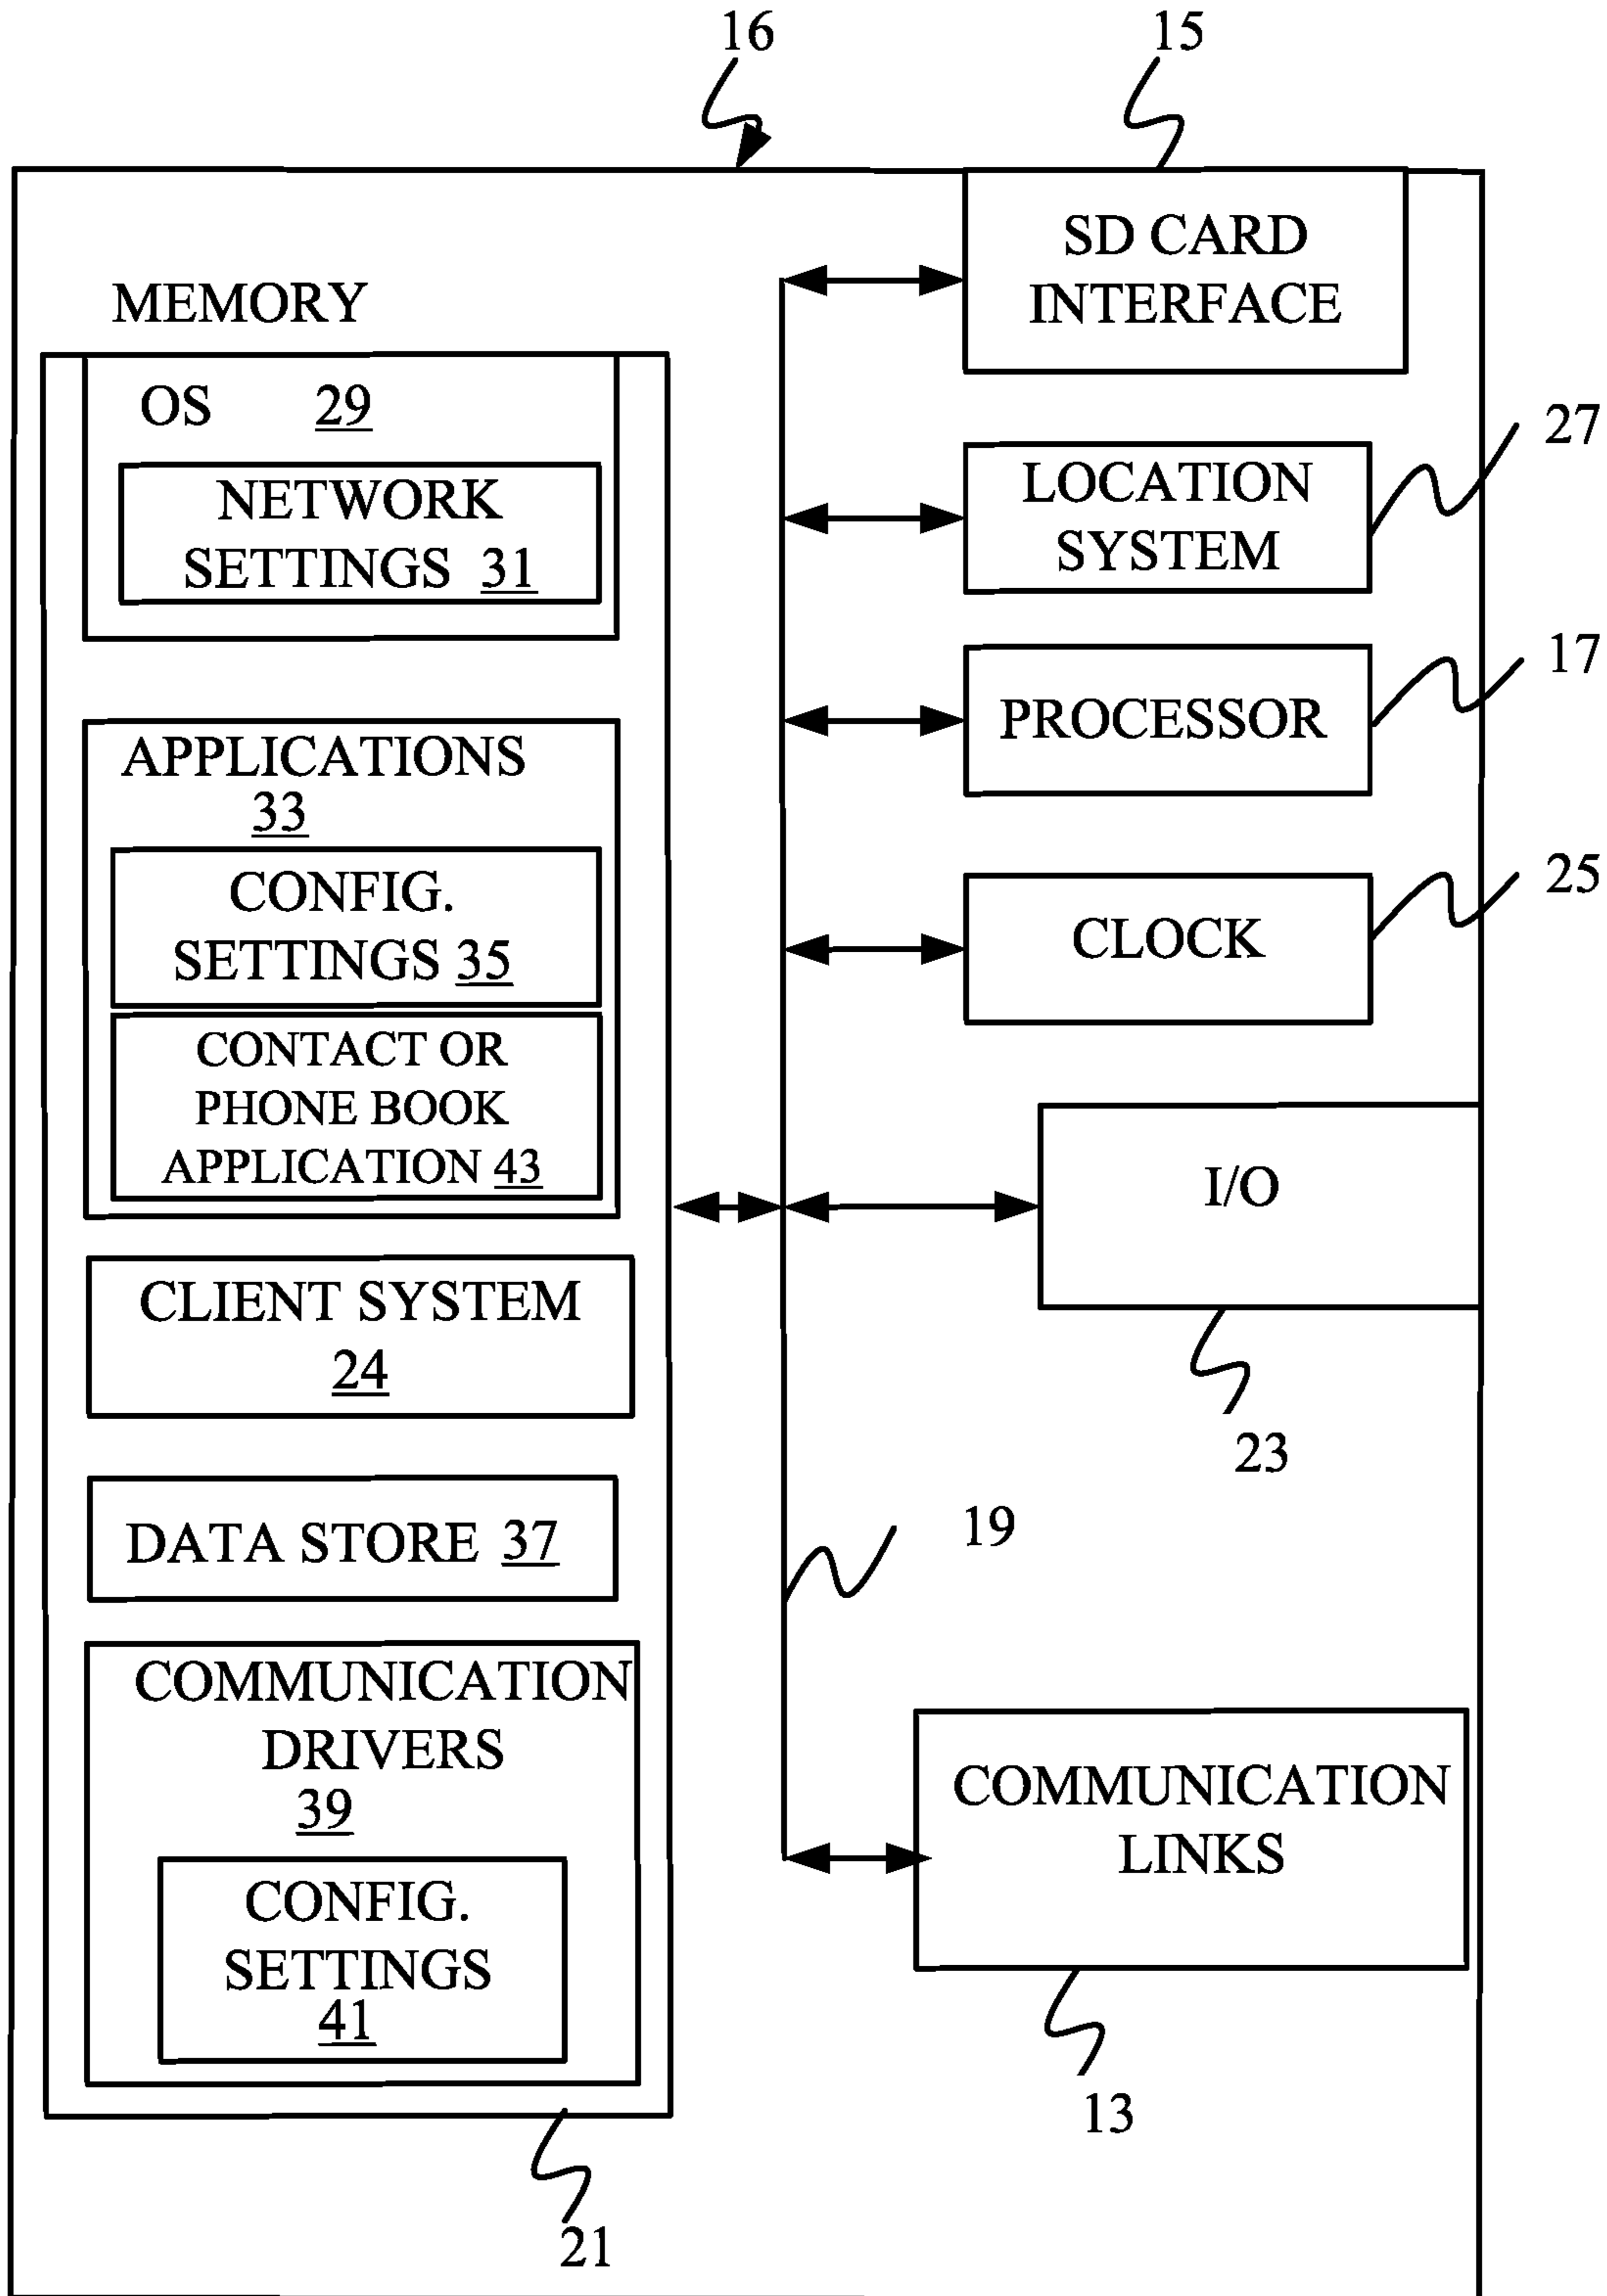 16
15
SD CARD
INTERFACE
MEMORY
OS 29
NETWORK
SETTINGS 31
27
LOCATION
SYSTEM
17
PROCESSOR
APPLICATIONS
33
CONFIG.
SETTINGS 35
25
CLOCK
CONTACT OR
PHONE BOOK
APPLICATION 43
I/O
23
CLIENT SYSTEM
24
19
DATA STORE 37
COMMUNICATION
DRIVERS
39
CONFIG.
SETTINGS
41
COMMUNICATION
LINKS
13
21